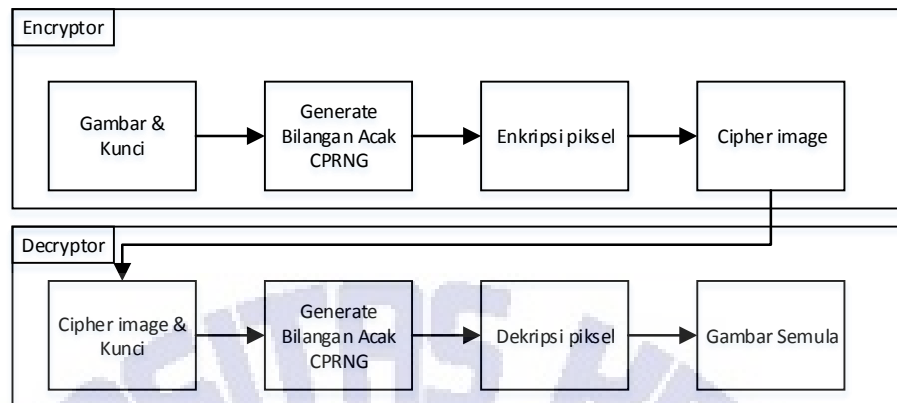 Encryptor
Gambar &
Kunci
Generate
Bilangan Acak
CPRNG
Enkripsi piksel
Cipher image
Decryptor
Cipher image &
Kunci
Generate
Bilangan Acak
CPRNG
Dekripsi piksel
Gambar Semula